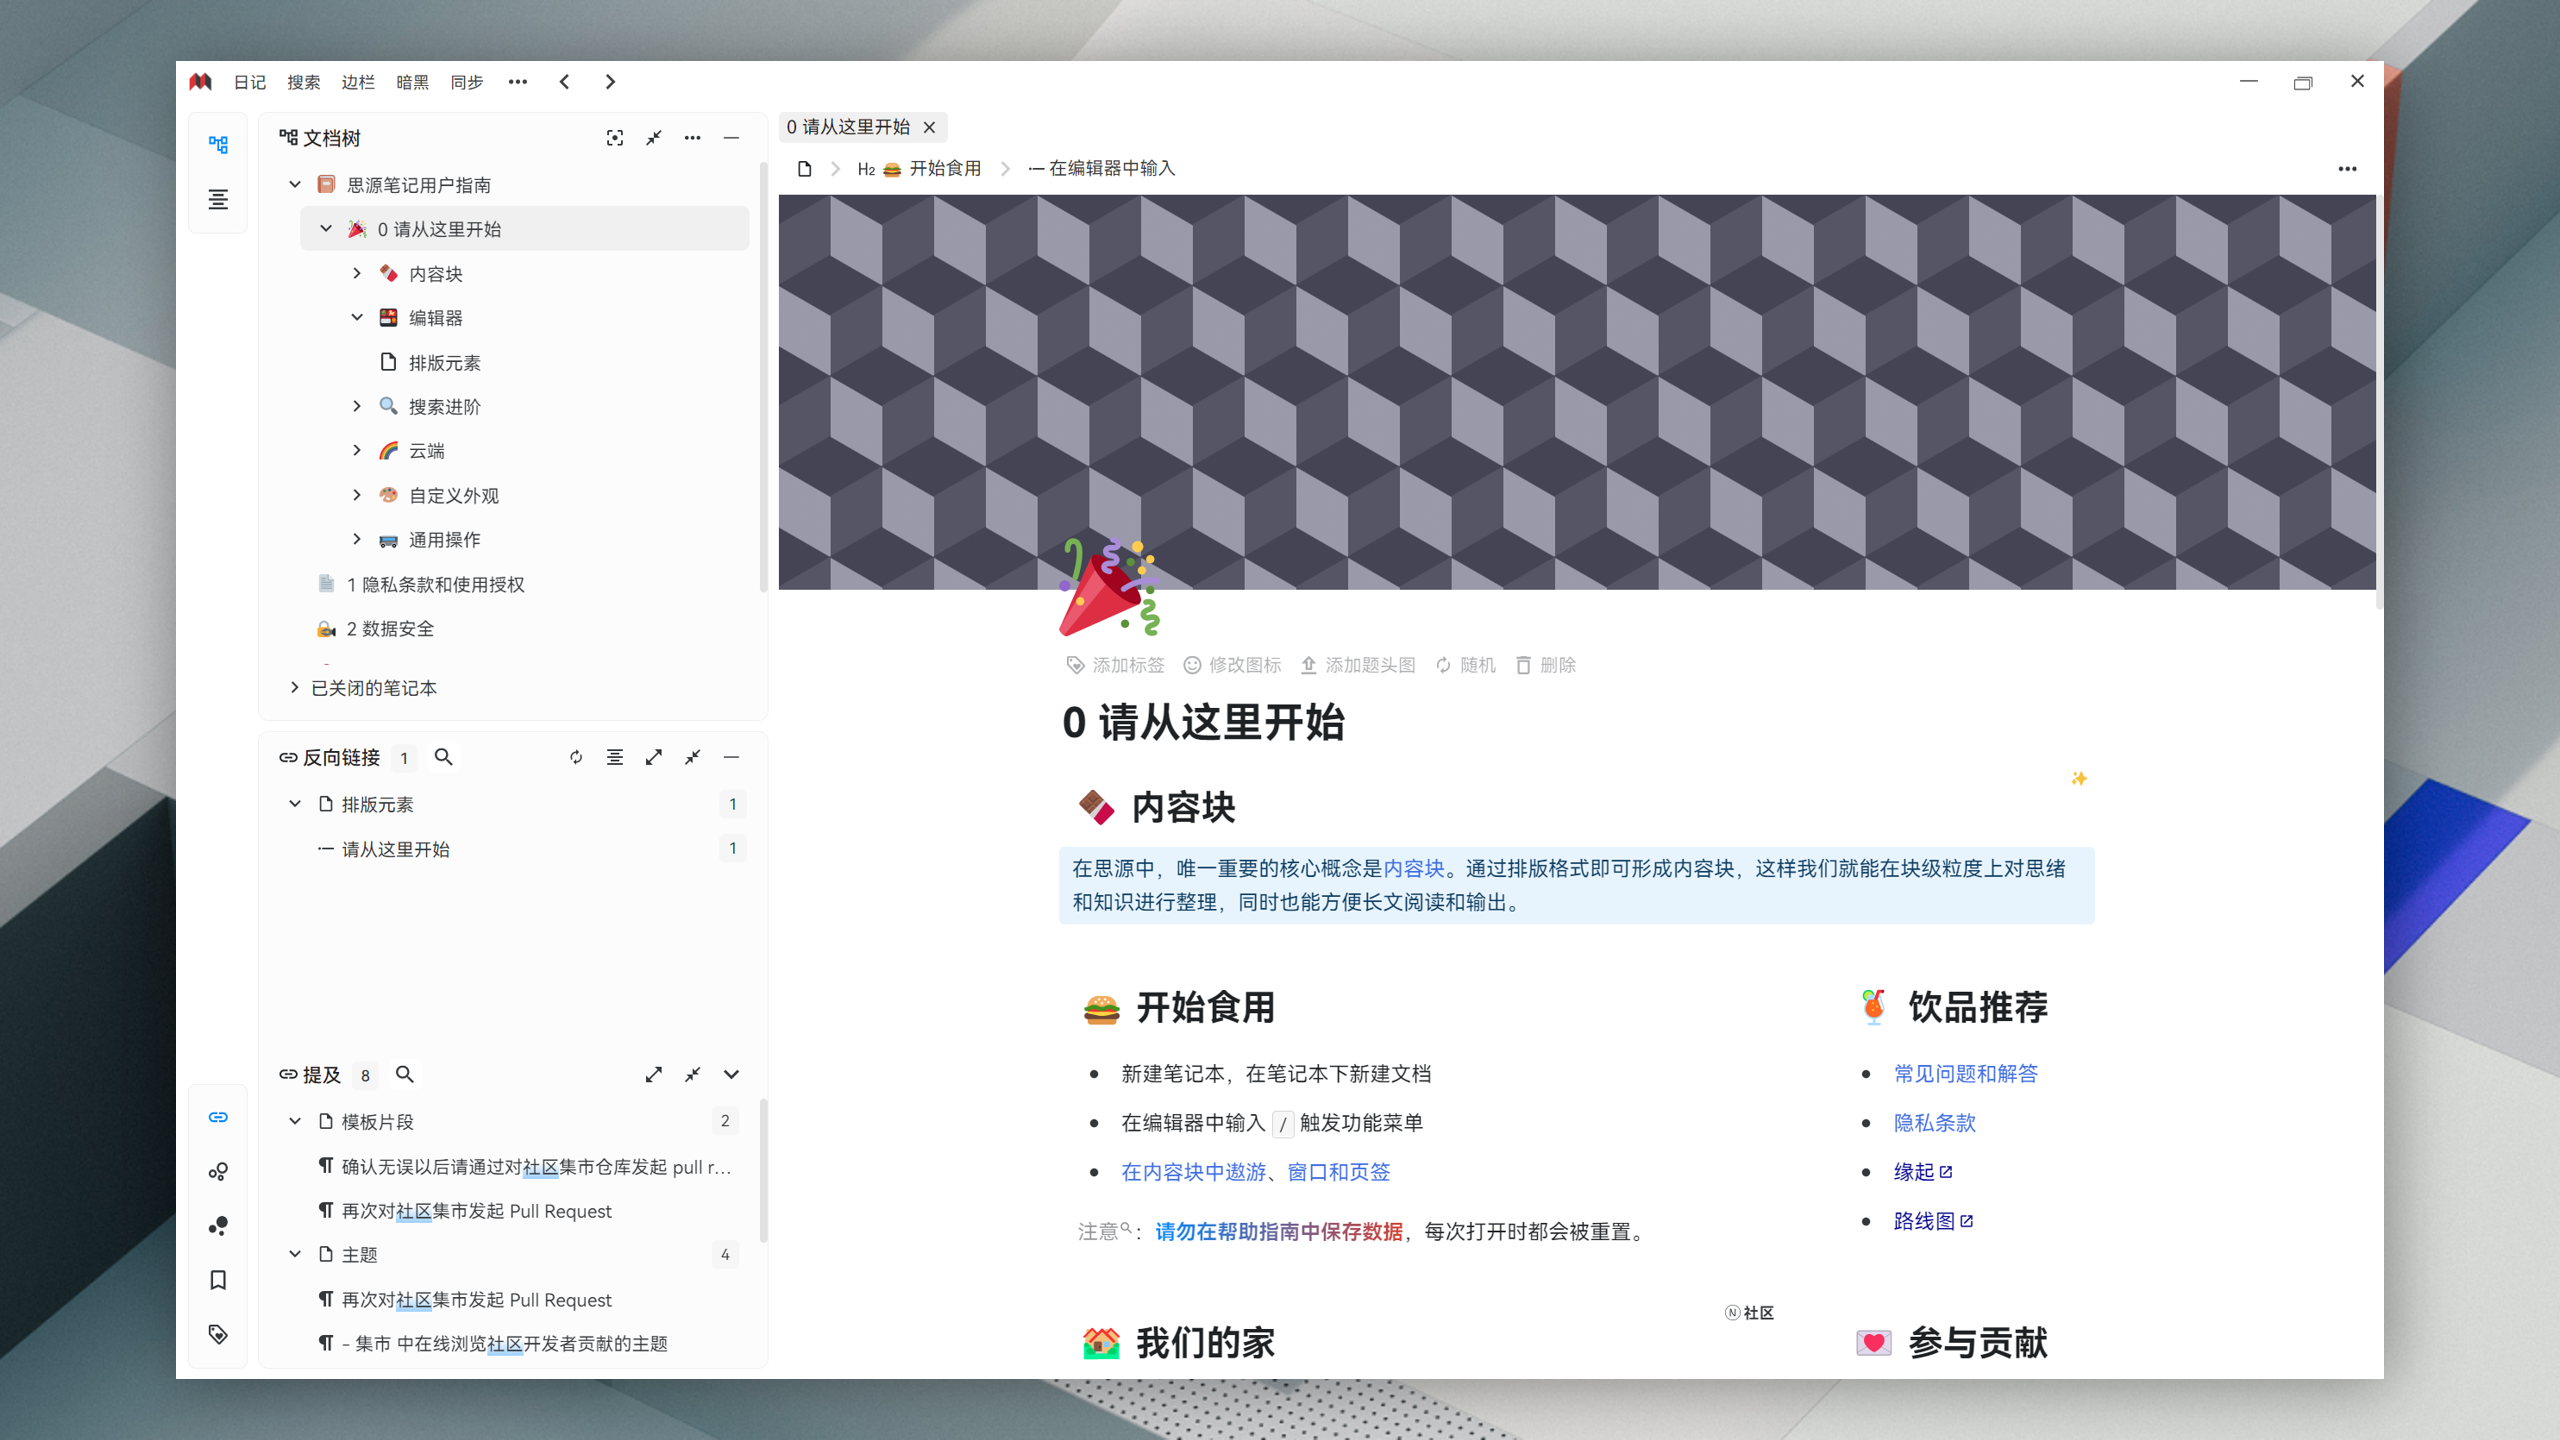 日记 搜索 边栏 暗黑 同步
文档树
思源笔记用户指南
0 请从这里开始
内容块
编辑器
排版元素
搜索进阶
云端
自定义外观
通用操作
1 隐私条款和使用授权
2 数据安全
已关闭的笔记本
反向链接 1
排版元素 1
请从这里开始 1
提及 8
模板片段 2
确认无误以后请通过对社区集市仓库发起 pull r...
再次对社区集市发起 Pull Request
主题 4
再次对社区集市发起 Pull Request
- 集市 中在线浏览社区开发者贡献的主题
0 请从这里开始
H2 开始食用 在编辑器中输入
添加标签 修改图标 添加题头图 随机 删除
0 请从这里开始
内容块
在思源中，唯一重要的核心概念是内容块。通过排版格式即可形成内容块，这样我们就能在块级粒度上对思绪
和知识进行整理，同时也能方便长文阅读和输出。
开始食用
新建笔记本，在笔记本下新建文档
在编辑器中输入 / 触发功能菜单
在内容块中遨游、窗口和页签
注意：请勿在帮助指南中保存数据，每次打开时都会被重置。
饮品推荐
常见问题和解答
隐私条款
缘起
路线图
N 社区
我们的家
参与贡献